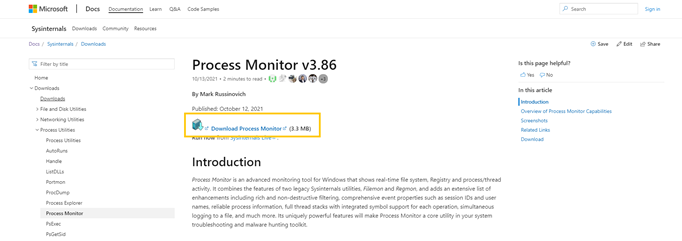 Microsoft Docs Documentation Learn Q&A Code Samples Search Sign in
Sysinternals Downloads Community Resources
Docs / Sysinternals / Downloads Save Edit Share
Filter by title
Home
Downloads
Downloads
File and Disk Utilities
Networking Utilities
Process Utilities
Process Utilities
AutoRuns
Handle
ListDLLs
Portmon
ProcDump
Process Explorer
Process Monitor
PsExec
PsGetSid
Process Monitor v3.86
10/13/2021 • 2 minutes to read •
By Mark Russinovich
Published: October 12, 2021
Download Process Monitor (3.3 MB)
Run now from Sysinternals Live.
Introduction
Process Monitor is an advanced monitoring tool for Windows that shows real-time file system, Registry and process/thread
activity. It combines the features of two legacy Sysinternals utilities, Filemon and Regmon, and adds an extensive list of
enhancements including rich and non-destructive filtering, comprehensive event properties such as session IDs and user
names, reliable process information, full thread stacks with integrated symbol support for each operation, simultaneous
logging to a file, and much more. Its uniquely powerful features will make Process Monitor a core utility in your system
troubleshooting and malware hunting toolkit.
Is this page helpful?
Yes No
In this article
Introduction
Overview of Process Monitor Capabilities
Screenshots
Related Links
Download